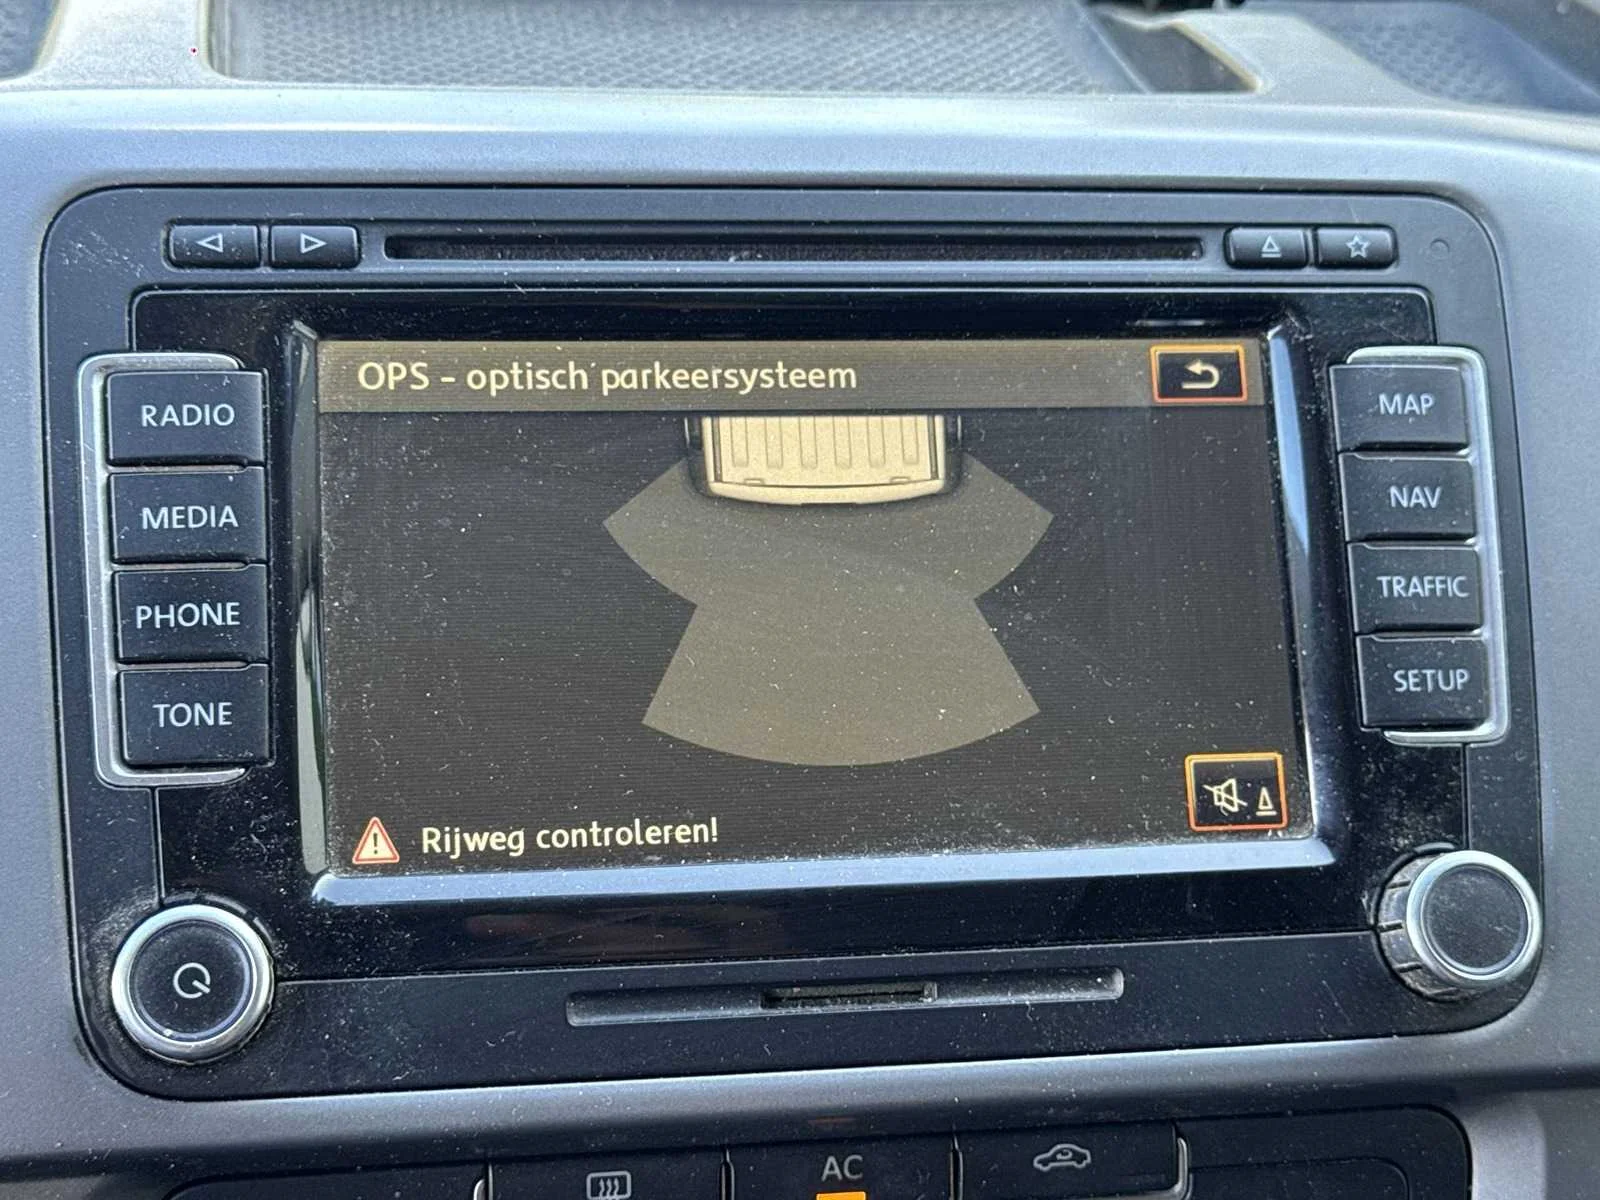 OPS - optisch parkeersysteem
RADIO
MEDIA
PHONE
TONE
MAP
NAV
TRAFFIC
SETUP
Rijweg controleren!
AC